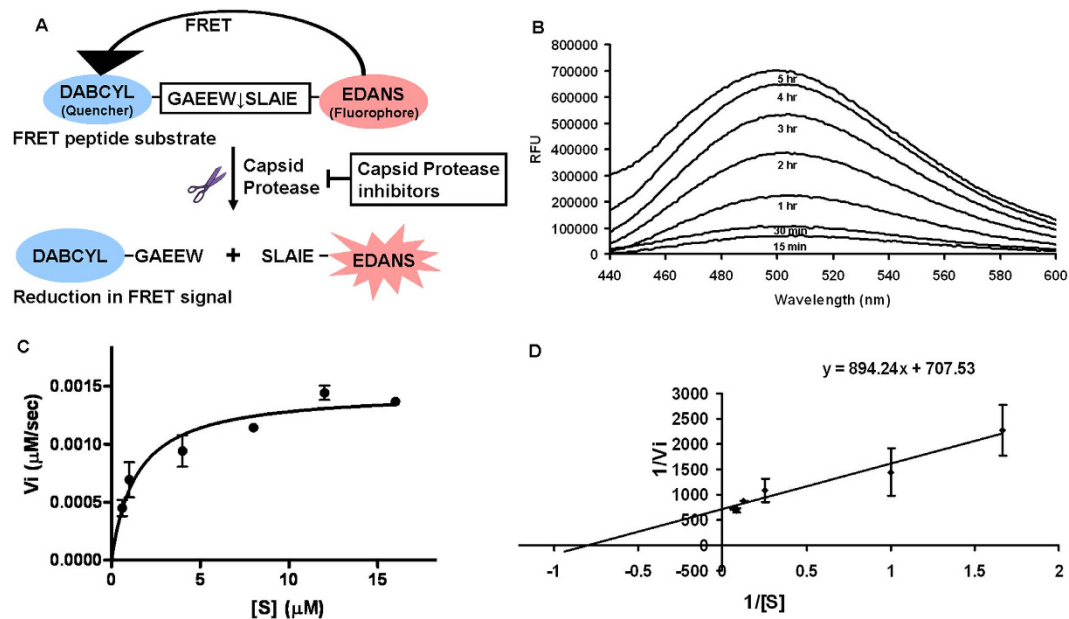 A
FRET
DABCYL
(Quencher)
GAEEW↓SLAIE
EDANS
(Fluorophore)
FRET peptide substrate
Capsid
Protease
Capsid Protease
inhibitors
DABCYL
-GAEEW
+
SLAIE-
EDANS
Reduction in FRET signal
B
800000
700000
600000
500000
400000
300000
200000
100000
0
RFU
5 hr
4 hr
3 hr
2 hr
1 hr
30 min
15 min
440 460 480 500 520 540 560 580 600
Wavelength (nm)
C
0.0015
0.0010
0.0005
0.0000
Vi (μM/sec)
0 5 10 15
[S] (μM)
D
y = 894.24x + 707.53
3000
2500
2000
1500
1000
500
0
-500
1/Vi
-1 -0.5 0 0.5 1 1.5 2
1/[S]